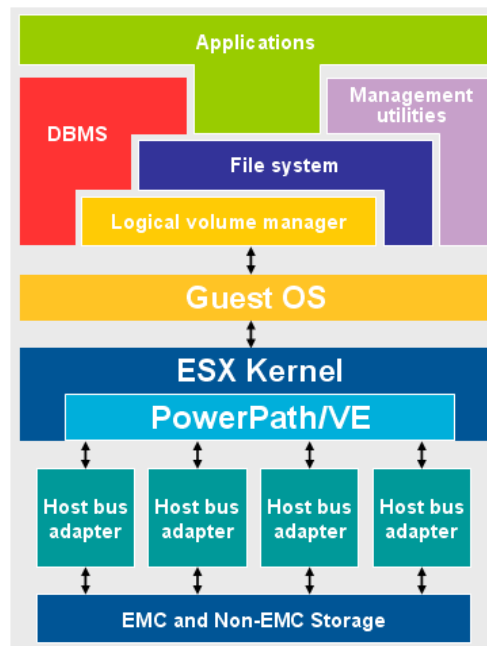 Applications
DBMS
Management
utilities
File system
Logical volume manager
Guest OS
ESX Kernel
PowerPath/VE
Host bus
adapter
Host bus
adapter
Host bus
adapter
Host bus
adapter
EMC and Non-EMC Storage